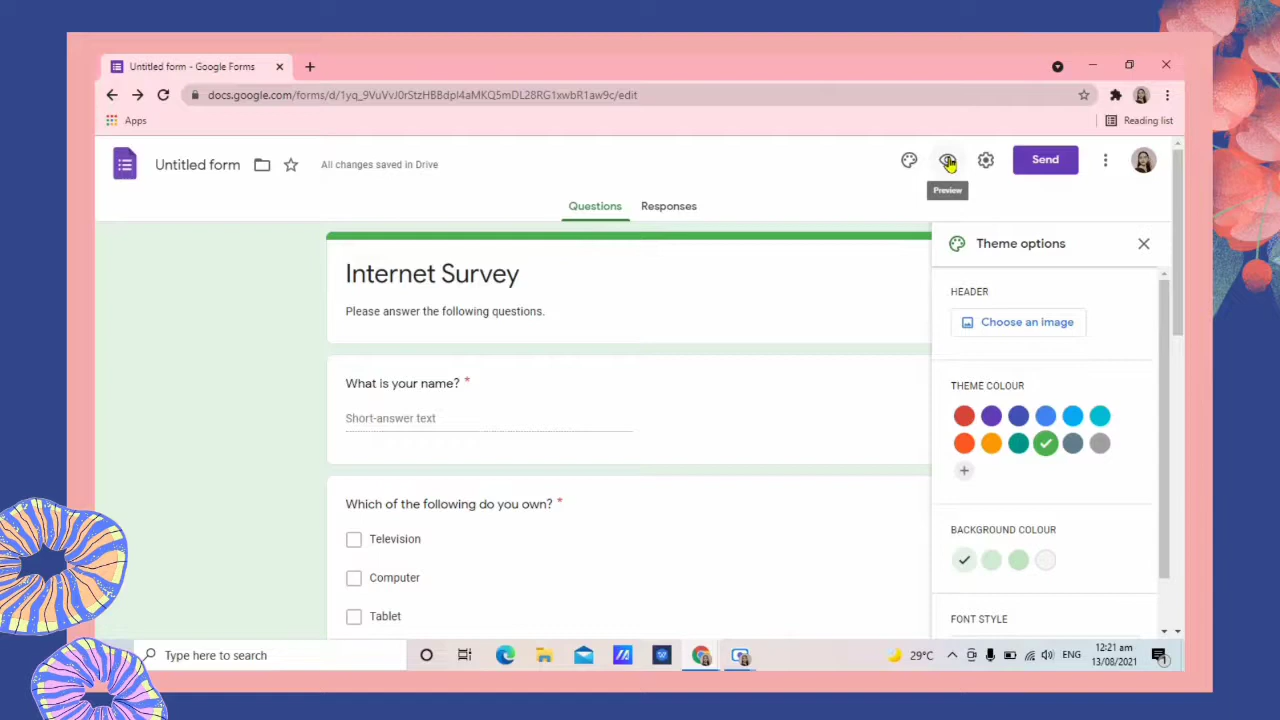 Untitled form - Google Forms
docs.google.com/forms/d/1yq_9VuVvJ0rStzHBBdpl4aMKQ5mDL28RG1xwbR1aw9c/edit
Apps
Reading list
Untitled form
All changes saved in Drive
Send
Preview
Questions
Responses
Theme options
Internet Survey
HEADER
Please answer the following questions.
Choose an image
What is your name? *
THEME COLOUR
Short-answer text
Which of the following do you own? *
BACKGROUND COLOUR
Television
Computer
Tablet
FONT STYLE
Type here to search
29°C
ENG
12:21 am
13/08/2021
1